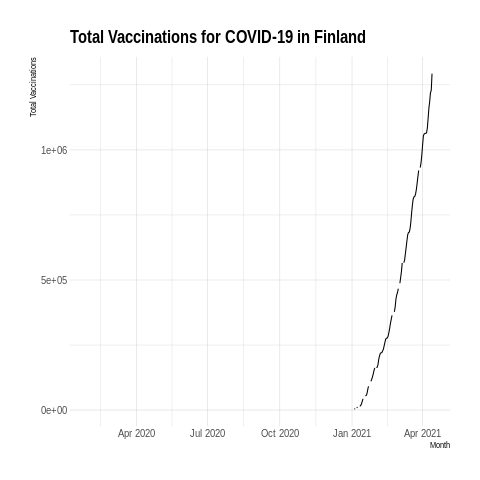 Total Vaccinations for COVID-19 in Finland
Total Vaccinations
1e+06
5e+05
0e+00
Apr 2020 Jul 2020 Oct 2020 Jan 2021 Apr 2021
Month